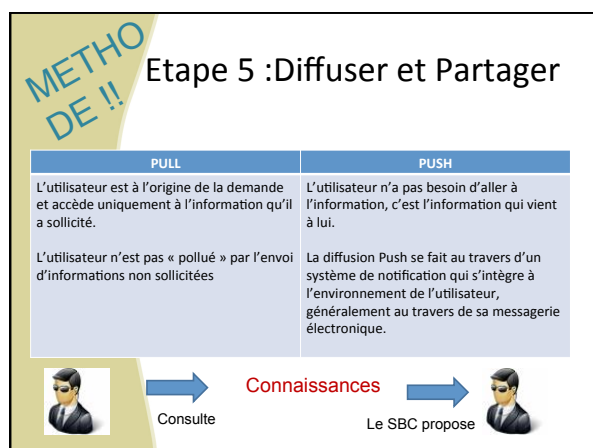 METHO
DE !!
Etape 5 :Diffuser et Partager
PULL
L'utilisateur est à l'origine de la demande
et accède uniquement à l'information qu'il
a sollicité.
L'utilisateur n'est pas « pollué » par l'envoi
d'informations non sollicitées
PUSH
L'utilisateur n'a pas besoin d'aller à
l'information, c'est l'information qui vient
à lui.
La diffusion Push se fait au travers d'un
système de notification qui s'intègre à
l'environnement de l'utilisateur,
généralement au travers de sa messagerie
électronique.
Consulte
Connaissances
Le SBC propose